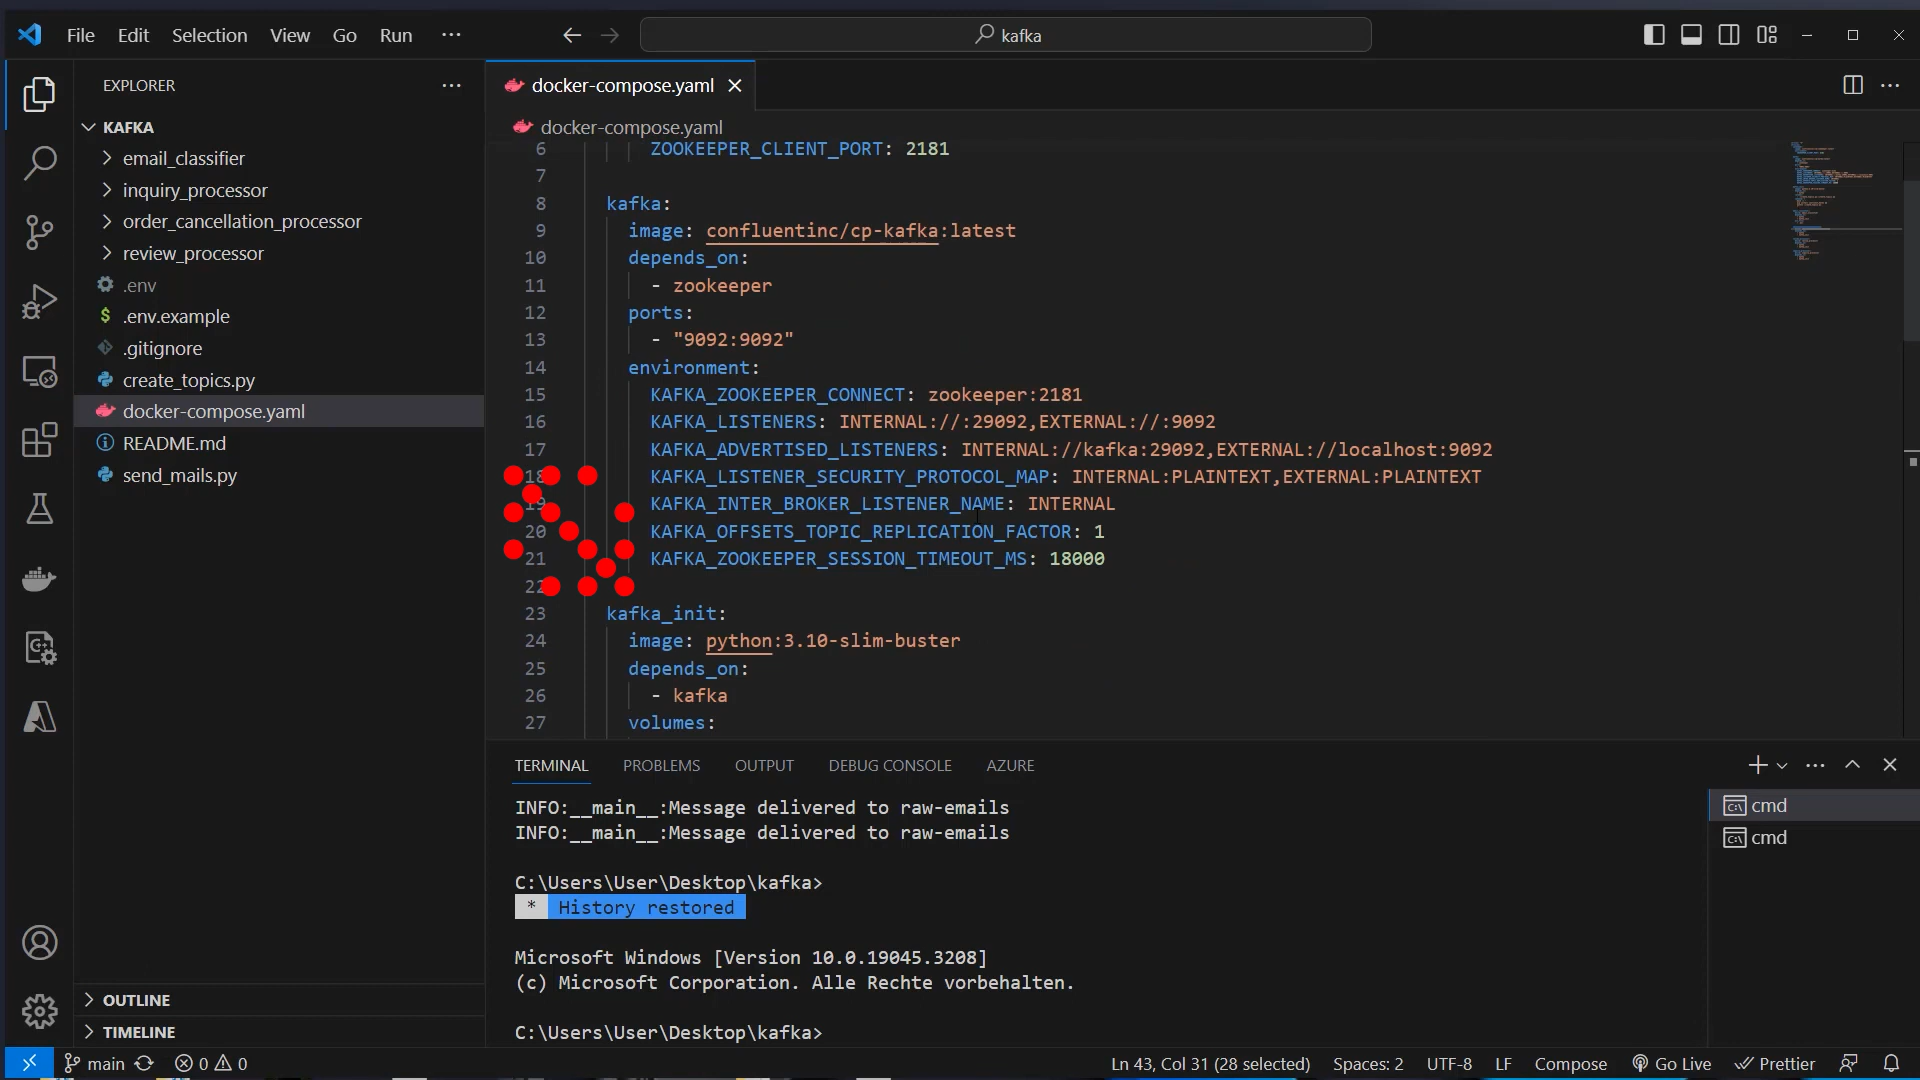 File Edit Selection View Go Run ···
kafka
EXPLORER
KAFKA
email_classifier
inquiry_processor
order_cancellation_processor
review_processor
.env
.env.example
.gitignore
create_topics.py
docker-compose.yaml
README.md
send_mails.py
OUTLINE
TIMELINE
docker-compose.yaml
docker-compose.yaml
6 ZOOKEEPER_CLIENT_PORT: 2181
7
8 kafka:
9 image: confluentinc/cp-kafka:latest
10 depends_on:
11 - zookeeper
12 ports:
13 - "9092:9092"
14 environment:
15 KAFKA_ZOOKEEPER_CONNECT: zookeeper:2181
16 KAFKA_LISTENERS: INTERNAL://:29092,EXTERNAL://:9092
17 KAFKA_ADVERTISED_LISTENERS: INTERNAL://kafka:29092,EXTERNAL://localhost:9092
18 KAFKA_LISTENER_SECURITY_PROTOCOL_MAP: INTERNAL:PLAINTEXT,EXTERNAL:PLAINTEXT
19 KAFKA_INTER_BROKER_LISTENER_NAME: INTERNAL
20 KAFKA_OFFSETS_TOPIC_REPLICATION_FACTOR: 1
21 KAFKA_ZOOKEEPER_SESSION_TIMEOUT_MS: 18000
22
23 kafka_init:
24 image: python:3.10-slim-buster
25 depends_on:
26 - kafka
27 volumes:
TERMINAL PROBLEMS OUTPUT DEBUG CONSOLE AZURE
INFO:__main__:Message delivered to raw-emails
INFO:__main__:Message delivered to raw-emails
C:\Users\User\Desktop\kafka>
* History restored
Microsoft Windows [Version 10.0.19045.3208]
(c) Microsoft Corporation. Alle Rechte vorbehalten.
C:\Users\User\Desktop\kafka>
cmd
cmd
main 0 0 Ln 43, Col 31 (28 selected) Spaces: 2 UTF-8 LF Compose Go Live Prettier